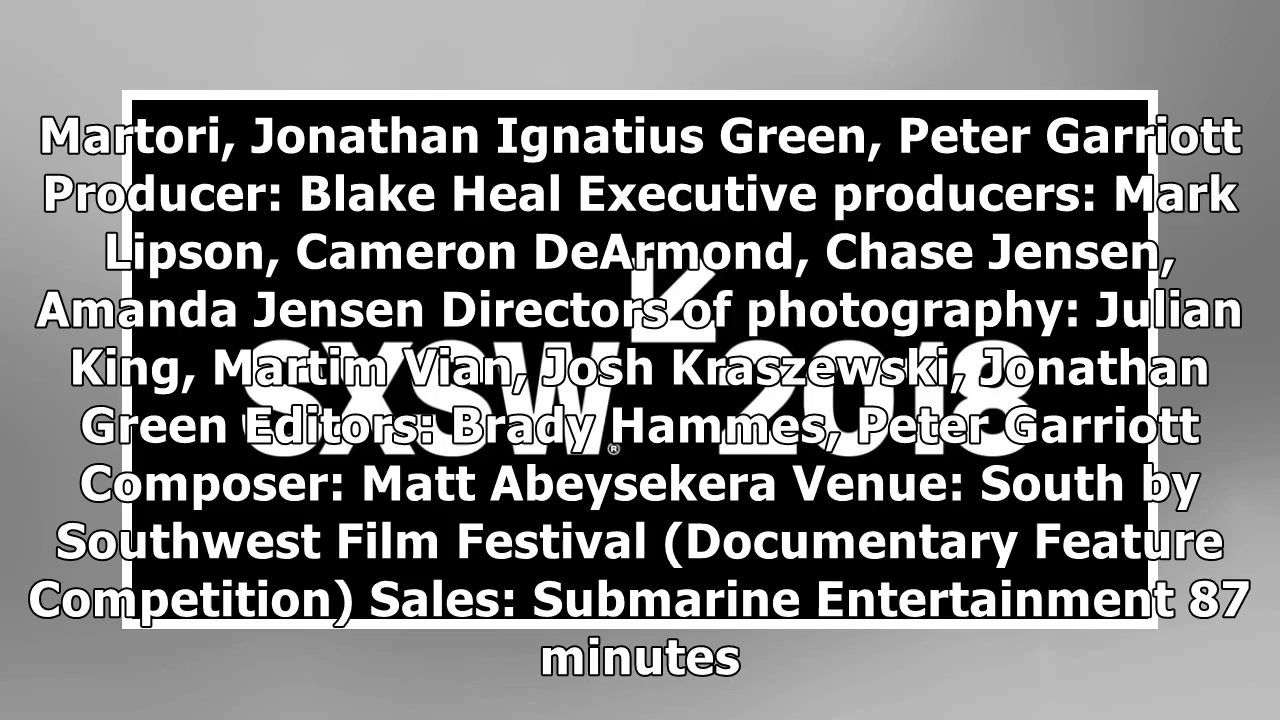 Martori, Jonathan Ignatius Green, Peter Garriott
Producer: Blake Heal Executive producers: Mark
Lipson, Cameron DeArmond, Chase Jensen,
Amanda Jensen Directors of photography: Julian
King, Martim Vian, Josh Kraszewski, Jonathan
Green Editors: Brady Hammes, Peter Garriott
Composer: Matt Abeysekera Venue: South by
Southwest Film Festival (Documentary Feature
Competition) Sales: Submarine Entertainment 87
minutes
SXSW® 2018